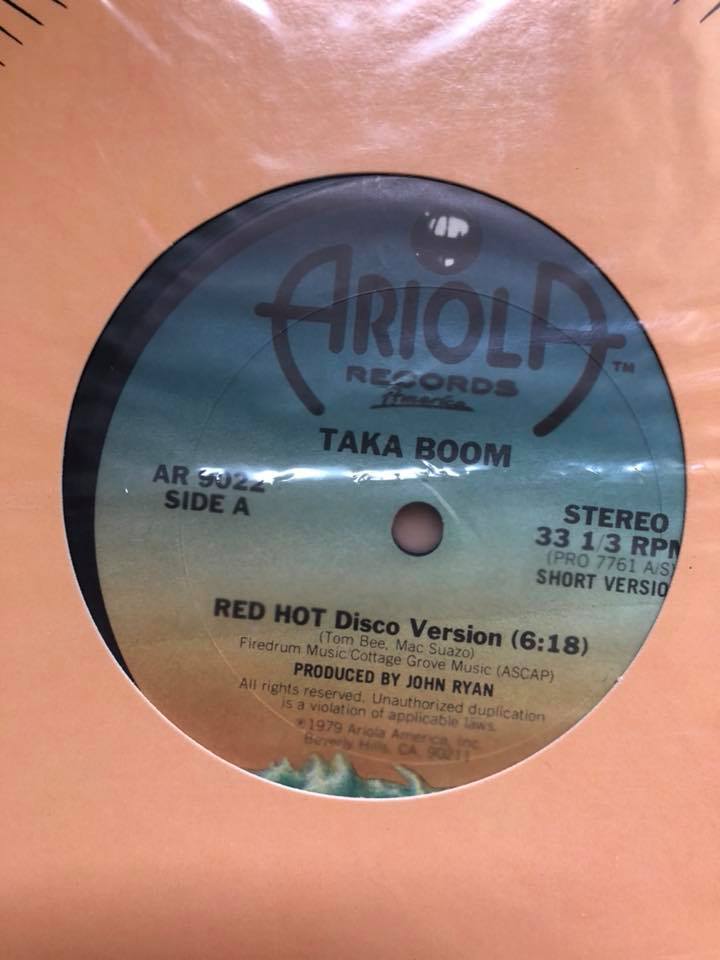 ARIOLA TM
RECORDS
America
TAKA BOOM
AR 9022
SIDE A
STEREO
33 1/3 RPM
(PRO 7761 A/S)
SHORT VERSIO
RED HOT Disco Version (6:18)
(Tom Bee, Mac Suazo)
Firedrum Music/Cottage Grove Music (ASCAP)
PRODUCED BY JOHN RYAN
All rights reserved. Unauthorized duplication
is a violation of applicable laws.
℗1979 Ariola America, Inc.
Beverly Hills, CA. 90211